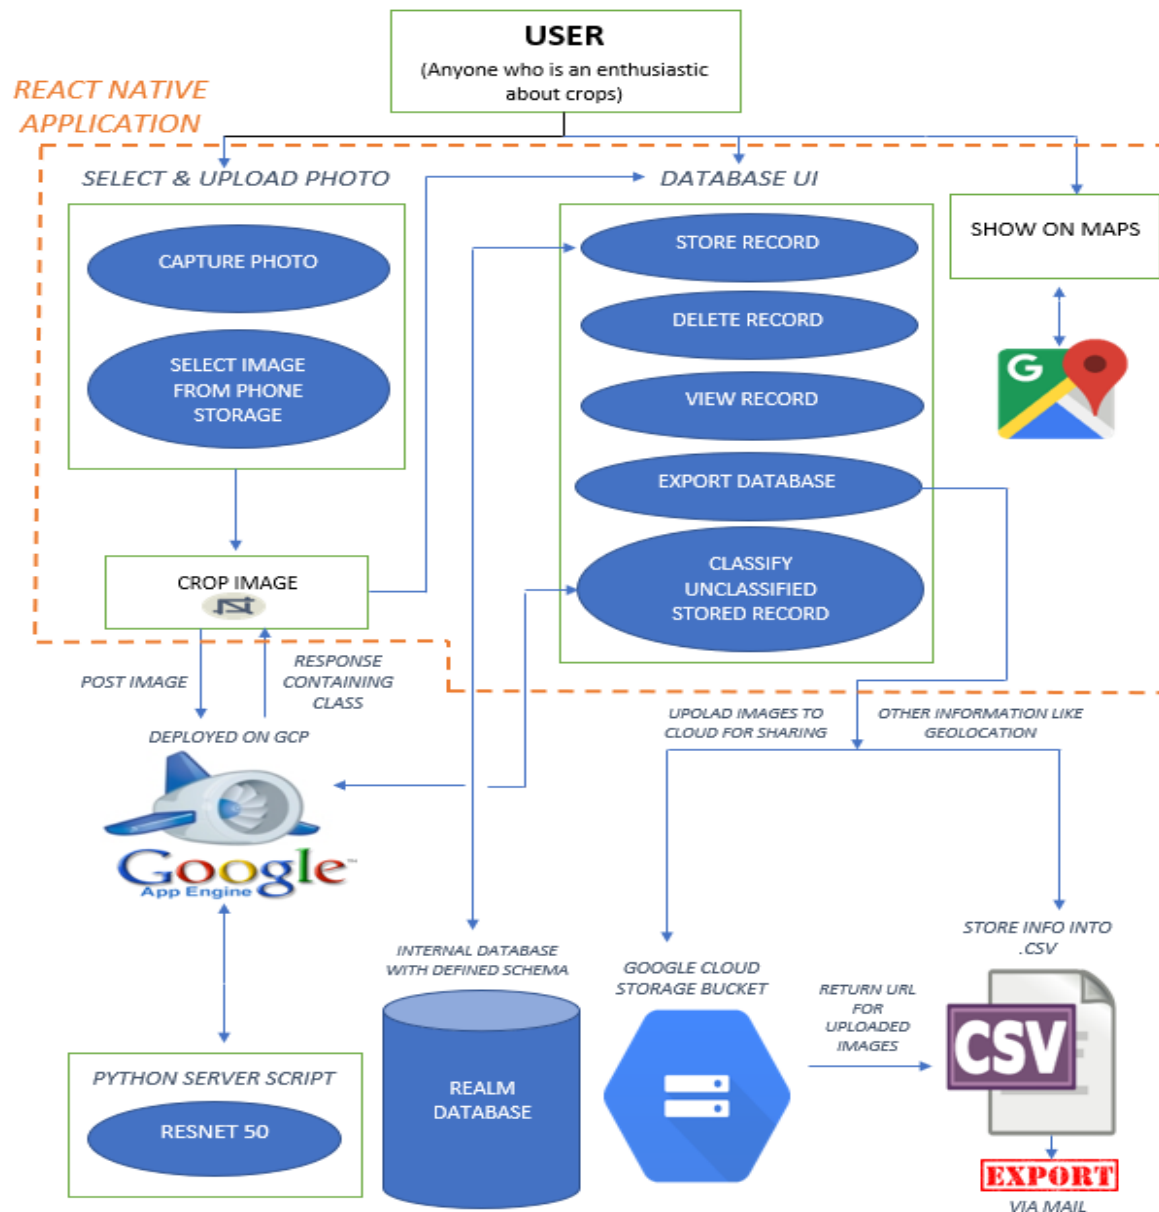 USER
(Anyone who is an enthusiastic
about crops)
REACT NATIVE
APPLICATION
SELECT & UPLOAD PHOTO
CAPTURE PHOTO
SELECT IMAGE
FROM PHONE
STORAGE
CROP IMAGE
DATABASE UI
STORE RECORD
DELETE RECORD
VIEW RECORD
EXPORT DATABASE
CLASSIFY
UNCLASSIFIED
STORED RECORD
SHOW ON MAPS
G
POST IMAGE
RESPONSE
CONTAINING
CLASS
DEPLOYED ON GCP
Google™
App Engine
PYTHON SERVER SCRIPT
RESNET 50
INTERNAL DATABASE
WITH DEFINED SCHEMA
REALM
DATABASE
UPOLAD IMAGES TO
CLOUD FOR SHARING
OTHER INFORMATION LIKE
GEOLOCATION
GOOGLE CLOUD
STORAGE BUCKET
RETURN URL
FOR
UPLOADED
IMAGES
STORE INFO INTO
.CSV
CSV
EXPORT
VIA MAIL